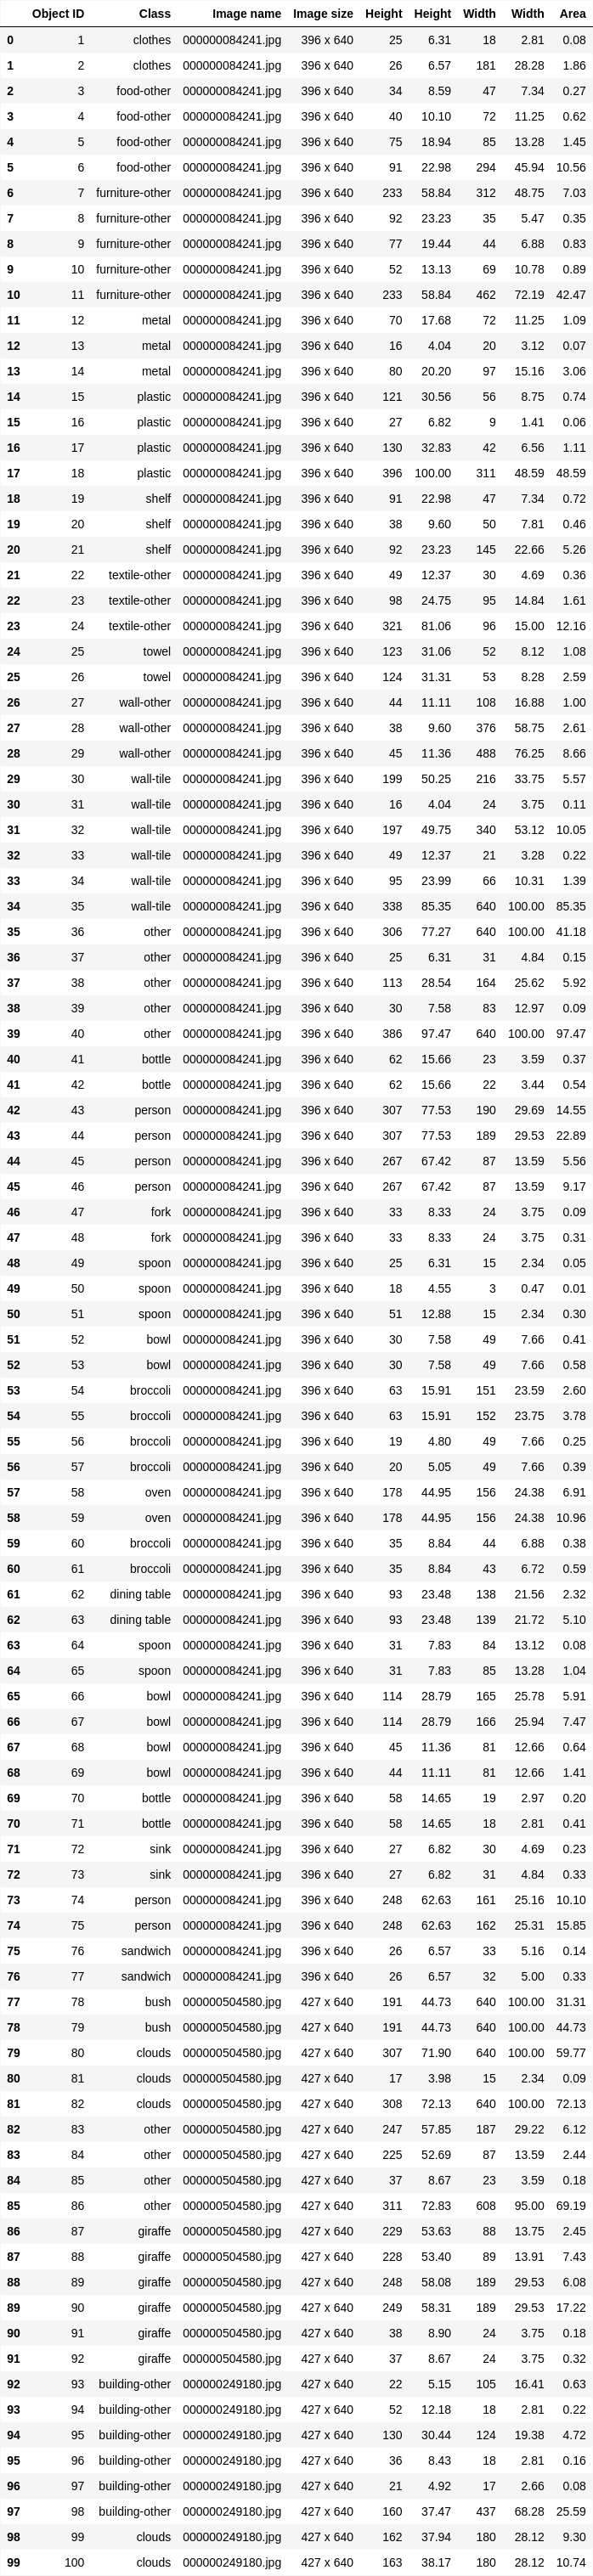 Object ID Class Image name Image size Height Height Width Width Area
0 1 clothes 000000084241.jpg 396 x 640 25 6.31 18 2.81 0.08
1 2 clothes 000000084241.jpg 396 x 640 26 6.57 181 28.28 1.86
2 3 food-other 000000084241.jpg 396 x 640 34 8.59 47 7.34 0.27
3 4 food-other 000000084241.jpg 396 x 640 40 10.10 72 11.25 0.62
4 5 food-other 000000084241.jpg 396 x 640 75 18.94 85 13.28 1.45
5 6 food-other 000000084241.jpg 396 x 640 91 22.98 294 45.94 10.56
6 7 furniture-other 000000084241.jpg 396 x 640 233 58.84 312 48.75 7.03
7 8 furniture-other 000000084241.jpg 396 x 640 92 23.23 35 5.47 0.35
8 9 furniture-other 000000084241.jpg 396 x 640 77 19.44 44 6.88 0.83
9 10 furniture-other 000000084241.jpg 396 x 640 52 13.13 69 10.78 0.89
10 11 furniture-other 000000084241.jpg 396 x 640 233 58.84 462 72.19 42.47
11 12 metal 000000084241.jpg 396 x 640 70 17.68 72 11.25 1.09
12 13 metal 000000084241.jpg 396 x 640 16 4.04 20 3.12 0.07
13 14 metal 000000084241.jpg 396 x 640 80 20.20 97 15.16 3.06
14 15 plastic 000000084241.jpg 396 x 640 121 30.56 56 8.75 0.74
15 16 plastic 000000084241.jpg 396 x 640 27 6.82 9 1.41 0.06
16 17 plastic 000000084241.jpg 396 x 640 130 32.83 42 6.56 1.11
17 18 plastic 000000084241.jpg 396 x 640 396 100.00 311 48.59 48.59
18 19 shelf 000000084241.jpg 396 x 640 91 22.98 47 7.34 0.72
19 20 shelf 000000084241.jpg 396 x 640 38 9.60 50 7.81 0.46
20 21 shelf 000000084241.jpg 396 x 640 92 23.23 145 22.66 5.26
21 22 textile-other 000000084241.jpg 396 x 640 49 12.37 30 4.69 0.36
22 23 textile-other 000000084241.jpg 396 x 640 98 24.75 95 14.84 1.61
23 24 textile-other 000000084241.jpg 396 x 640 321 81.06 96 15.00 12.16
24 25 towel 000000084241.jpg 396 x 640 123 31.06 52 8.12 1.08
25 26 towel 000000084241.jpg 396 x 640 124 31.31 53 8.28 2.59
26 27 wall-other 000000084241.jpg 396 x 640 44 11.11 108 16.88 1.00
27 28 wall-other 000000084241.jpg 396 x 640 38 9.60 376 58.75 2.61
28 29 wall-other 000000084241.jpg 396 x 640 45 11.36 488 76.25 8.66
29 30 wall-tile 000000084241.jpg 396 x 640 199 50.25 216 33.75 5.57
30 31 wall-tile 000000084241.jpg 396 x 640 16 4.04 24 3.75 0.11
31 32 wall-tile 000000084241.jpg 396 x 640 197 49.75 340 53.12 10.05
32 33 wall-tile 000000084241.jpg 396 x 640 49 12.37 21 3.28 0.22
33 34 wall-tile 000000084241.jpg 396 x 640 95 23.99 66 10.31 1.39
34 35 wall-tile 000000084241.jpg 396 x 640 338 85.35 640 100.00 85.35
35 36 other 000000084241.jpg 396 x 640 306 77.27 640 100.00 41.18
36 37 other 000000084241.jpg 396 x 640 25 6.31 31 4.84 0.15
37 38 other 000000084241.jpg 396 x 640 113 28.54 164 25.62 5.92
38 39 other 000000084241.jpg 396 x 640 30 7.58 83 12.97 0.09
39 40 other 000000084241.jpg 396 x 640 386 97.47 640 100.00 97.47
40 41 bottle 000000084241.jpg 396 x 640 62 15.66 23 3.59 0.37
41 42 bottle 000000084241.jpg 396 x 640 62 15.66 22 3.44 0.54
42 43 person 000000084241.jpg 396 x 640 307 77.53 190 29.69 14.55
43 44 person 000000084241.jpg 396 x 640 307 77.53 189 29.53 22.89
44 45 person 000000084241.jpg 396 x 640 267 67.42 87 13.59 5.56
45 46 person 000000084241.jpg 396 x 640 267 67.42 87 13.59 9.17
46 47 fork 000000084241.jpg 396 x 640 33 8.33 24 3.75 0.09
47 48 fork 000000084241.jpg 396 x 640 33 8.33 24 3.75 0.31
48 49 spoon 000000084241.jpg 396 x 640 25 6.31 15 2.34 0.05
49 50 spoon 000000084241.jpg 396 x 640 18 4.55 3 0.47 0.01
50 51 spoon 000000084241.jpg 396 x 640 51 12.88 15 2.34 0.30
51 52 bowl 000000084241.jpg 396 x 640 30 7.58 49 7.66 0.41
52 53 bowl 000000084241.jpg 396 x 640 30 7.58 49 7.66 0.58
53 54 broccoli 000000084241.jpg 396 x 640 63 15.91 151 23.59 2.60
54 55 broccoli 000000084241.jpg 396 x 640 63 15.91 152 23.75 3.78
55 56 broccoli 000000084241.jpg 396 x 640 19 4.80 49 7.66 0.25
56 57 broccoli 000000084241.jpg 396 x 640 20 5.05 49 7.66 0.39
57 58 oven 000000084241.jpg 396 x 640 178 44.95 156 24.38 6.91
58 59 oven 000000084241.jpg 396 x 640 178 44.95 156 24.38 10.96
59 60 broccoli 000000084241.jpg 396 x 640 35 8.84 44 6.88 0.38
60 61 broccoli 000000084241.jpg 396 x 640 35 8.84 43 6.72 0.59
61 62 dining table 000000084241.jpg 396 x 640 93 23.48 138 21.56 2.32
62 63 dining table 000000084241.jpg 396 x 640 93 23.48 139 21.72 5.10
63 64 spoon 000000084241.jpg 396 x 640 31 7.83 84 13.12 0.08
64 65 spoon 000000084241.jpg 396 x 640 31 7.83 85 13.28 1.04
65 66 bowl 000000084241.jpg 396 x 640 114 28.79 165 25.78 5.91
66 67 bowl 000000084241.jpg 396 x 640 114 28.79 166 25.94 7.47
67 68 bowl 000000084241.jpg 396 x 640 45 11.36 81 12.66 0.64
68 69 bowl 000000084241.jpg 396 x 640 44 11.11 81 12.66 1.41
69 70 bottle 000000084241.jpg 396 x 640 58 14.65 19 2.97 0.20
70 71 bottle 000000084241.jpg 396 x 640 58 14.65 18 2.81 0.41
71 72 sink 000000084241.jpg 396 x 640 27 6.82 30 4.69 0.23
72 73 sink 000000084241.jpg 396 x 640 27 6.82 31 4.84 0.33
73 74 person 000000084241.jpg 396 x 640 248 62.63 161 25.16 10.10
74 75 person 000000084241.jpg 396 x 640 248 62.63 162 25.31 15.85
75 76 sandwich 000000084241.jpg 396 x 640 26 6.57 33 5.16 0.14
76 77 sandwich 000000084241.jpg 396 x 640 26 6.57 32 5.00 0.33
77 78 bush 000000504580.jpg 427 x 640 191 44.73 640 100.00 31.31
78 79 bush 000000504580.jpg 427 x 640 191 44.73 640 100.00 44.73
79 80 clouds 000000504580.jpg 427 x 640 307 71.90 640 100.00 59.77
80 81 clouds 000000504580.jpg 427 x 640 17 3.98 15 2.34 0.09
81 82 clouds 000000504580.jpg 427 x 640 308 72.13 640 100.00 72.13
82 83 other 000000504580.jpg 427 x 640 247 57.85 187 29.22 6.12
83 84 other 000000504580.jpg 427 x 640 225 52.69 87 13.59 2.44
84 85 other 000000504580.jpg 427 x 640 37 8.67 23 3.59 0.18
85 86 other 000000504580.jpg 427 x 640 311 72.83 608 95.00 69.19
86 87 giraffe 000000504580.jpg 427 x 640 229 53.63 88 13.75 2.45
87 88 giraffe 000000504580.jpg 427 x 640 228 53.40 89 13.91 7.43
88 89 giraffe 000000504580.jpg 427 x 640 248 58.08 189 29.53 6.08
89 90 giraffe 000000504580.jpg 427 x 640 249 58.31 189 29.53 17.22
90 91 giraffe 000000504580.jpg 427 x 640 38 8.90 24 3.75 0.18
91 92 giraffe 000000504580.jpg 427 x 640 37 8.67 24 3.75 0.32
92 93 building-other 000000249180.jpg 427 x 640 22 5.15 105 16.41 0.63
93 94 building-other 000000249180.jpg 427 x 640 52 12.18 18 2.81 0.22
94 95 building-other 000000249180.jpg 427 x 640 130 30.44 124 19.38 4.72
95 96 building-other 000000249180.jpg 427 x 640 36 8.43 18 2.81 0.16
96 97 building-other 000000249180.jpg 427 x 640 21 4.92 17 2.66 0.08
97 98 building-other 000000249180.jpg 427 x 640 160 37.47 437 68.28 25.59
98 99 clouds 000000249180.jpg 427 x 640 162 37.94 180 28.12 9.30
99 100 clouds 000000249180.jpg 427 x 640 163 38.17 180 28.12 10.74